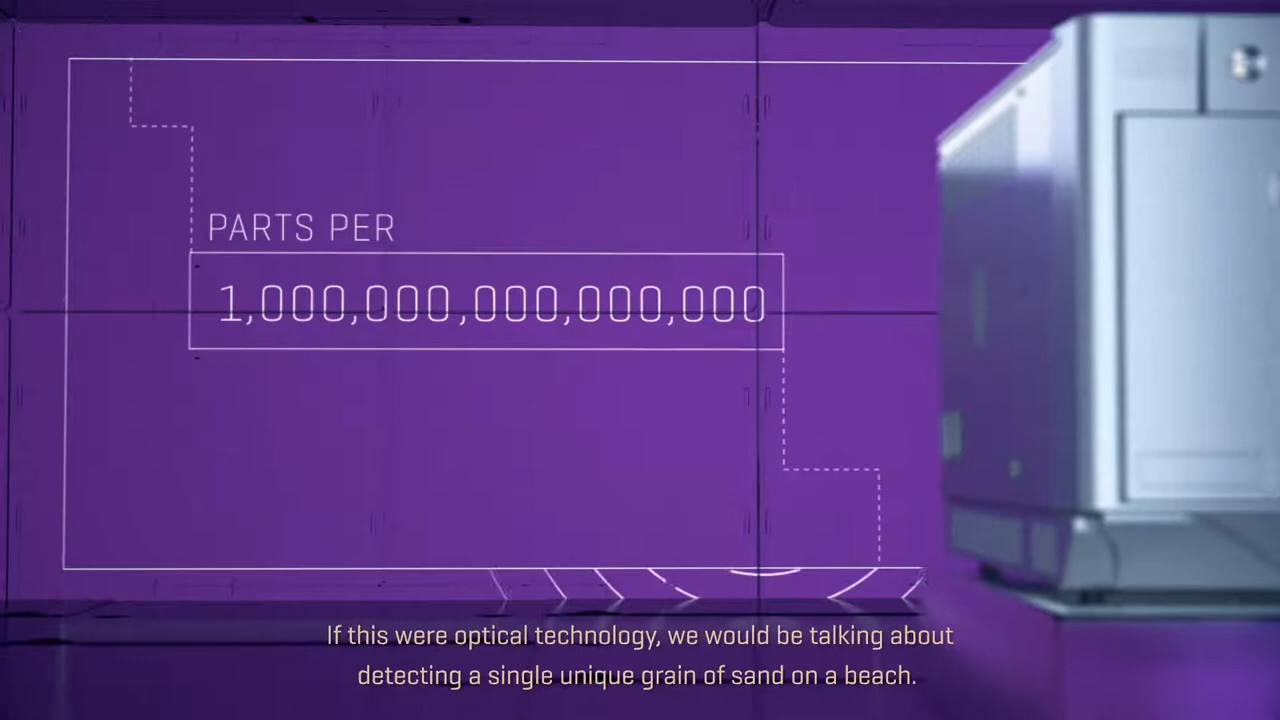 PARTS PER
1,000,000,000,000,000
If this were optical technology, we would be talking about
detecting a single unique grain of sand on a beach.